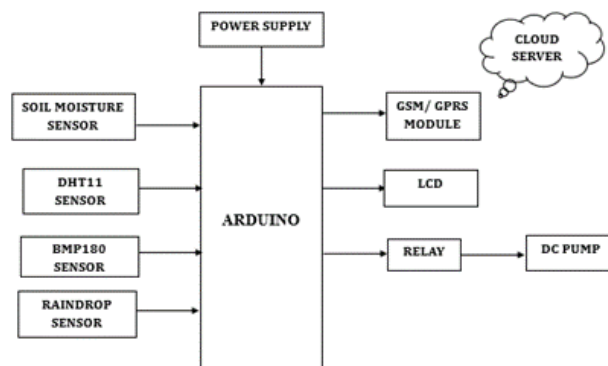 POWER SUPPLY
CLOUD
SERVER
SOIL MOISTURE
SENSOR
GSM/ GPRS
MODULE
DHT11
SENSOR
LCD
ARDUINO
BMP180
SENSOR
RELAY
DC PUMP
RAINDROP
SENSOR